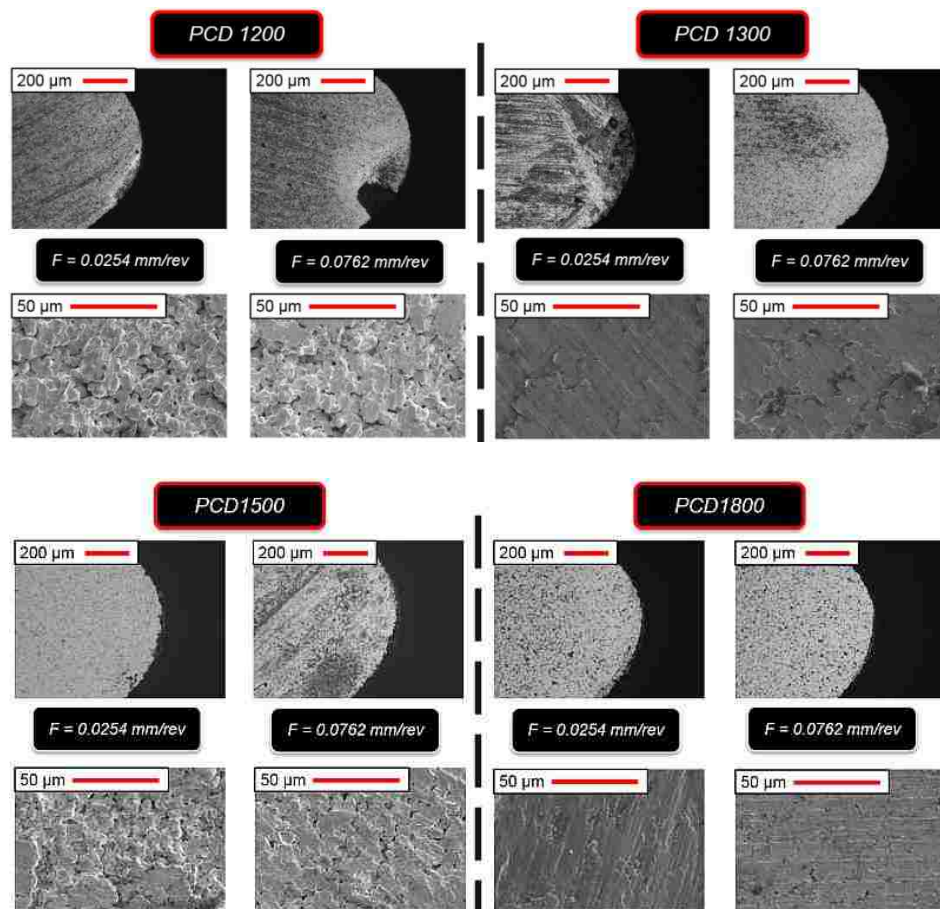 PCD 1200
PCD 1300
200 µm
200 µm
200 µm
200 µm
F = 0.0254 mm/rev
F = 0.0762 mm/rev
F = 0.0254 mm/rev
F = 0.0762 mm/rev
50 µm
50 µm
50 µm
50 µm
PCD1500
PCD1800
200 µm
200 µm
200 µm
200 µm
F = 0.0254 mm/rev
F = 0.0762 mm/rev
F = 0.0254 mm/rev
F = 0.0762 mm/rev
50 µm
50 µm
50 µm
50 µm